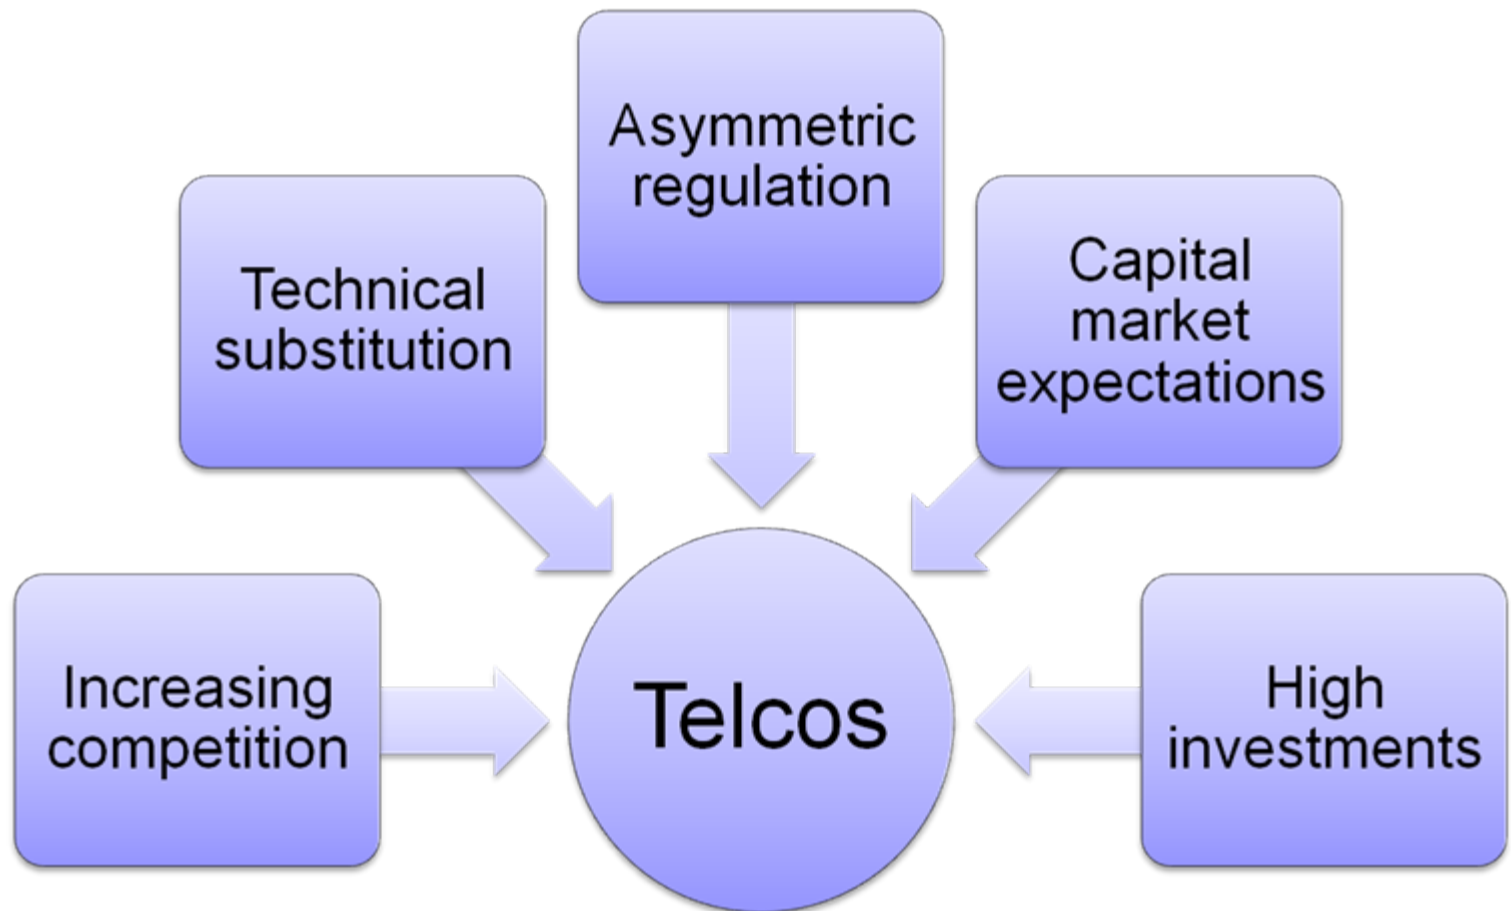 Asymmetric
regulation
Technical
substitution
Capital
market
expectations
Increasing
competition
Telcos
High
investments